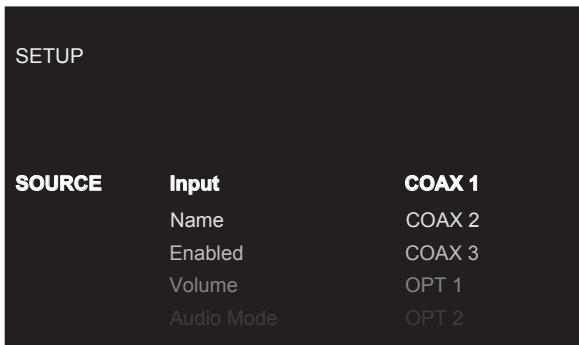 SETUP
SOURCE Input COAX 1
Name COAX 2
Enabled COAX 3
Volume OPT 1
Audio Mode OPT 2